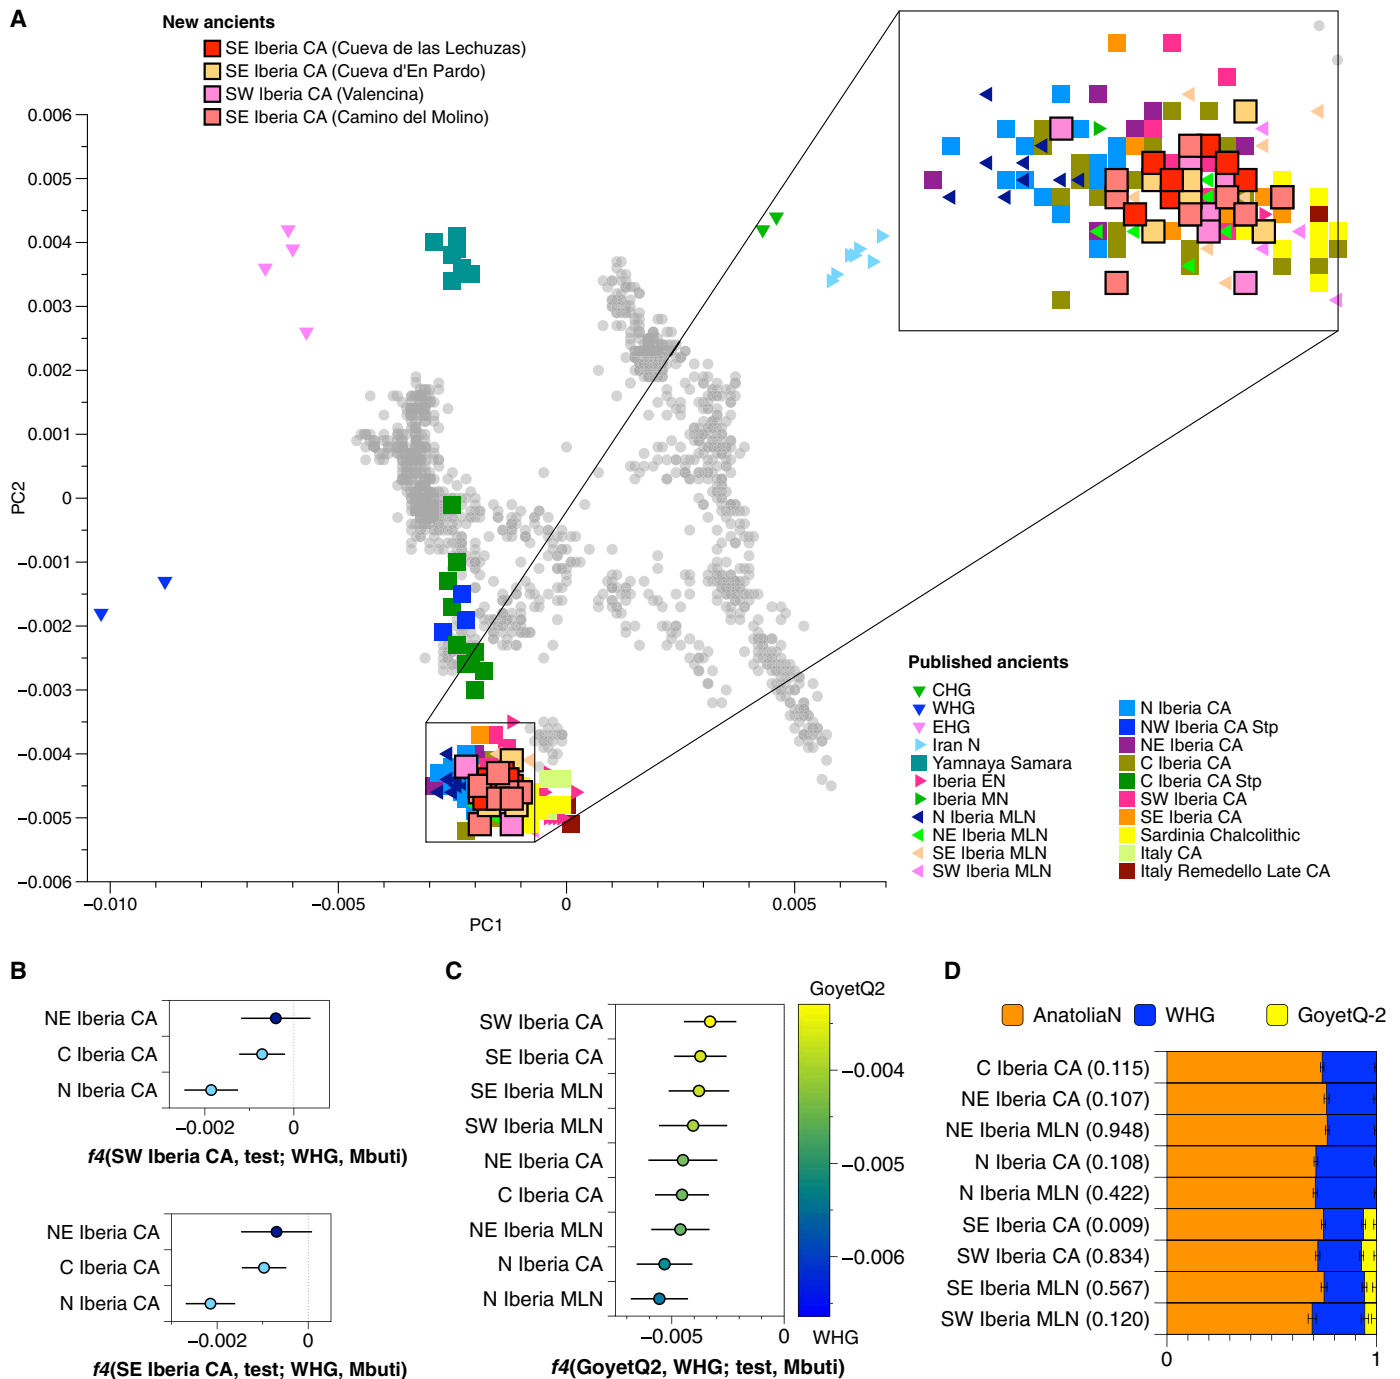 A
New ancients
SE Iberia CA (Cueva de las Lechuzas)
SE Iberia CA (Cueva d'En Pardo)
SW Iberia CA (Valencina)
SE Iberia CA (Camino del Molino)
0.006
0.005
0.004
0.003
0.002
0.001
0
−0.001
−0.002
−0.003
−0.004
−0.005
−0.006
PC2
−0.010
−0.005
0
0.005
PC1
Published ancients
CHG
WHG
EHG
Iran N
Yamnaya Samara
Iberia EN
Iberia MN
N Iberia MLN
NE Iberia MLN
SE Iberia MLN
SW Iberia MLN
N Iberia CA
NW Iberia CA Stp
NE Iberia CA
C Iberia CA
C Iberia CA Stp
SW Iberia CA
SE Iberia CA
Sardinia Chalcolithic
Italy CA
Italy Remedello Late CA
B
NE Iberia CA
C Iberia CA
N Iberia CA
−0.002
0
f4(SW Iberia CA, test; WHG, Mbuti)
NE Iberia CA
C Iberia CA
N Iberia CA
−0.002
0
f4(SE Iberia CA, test; WHG, Mbuti)
C
GoyetQ2
SW Iberia CA
SE Iberia CA
SE Iberia MLN
SW Iberia MLN
NE Iberia CA
C Iberia CA
NE Iberia MLN
N Iberia CA
N Iberia MLN
−0.004
−0.005
−0.006
WHG
−0.005
0
f4(GoyetQ2, WHG; test, Mbuti)
D
AnatoliaN
WHG
GoyetQ-2
C Iberia CA (0.115)
NE Iberia CA (0.107)
NE Iberia MLN (0.948)
N Iberia CA (0.108)
N Iberia MLN (0.422)
SE Iberia CA (0.009)
SW Iberia CA (0.834)
SE Iberia MLN (0.567)
SW Iberia MLN (0.120)
0
1